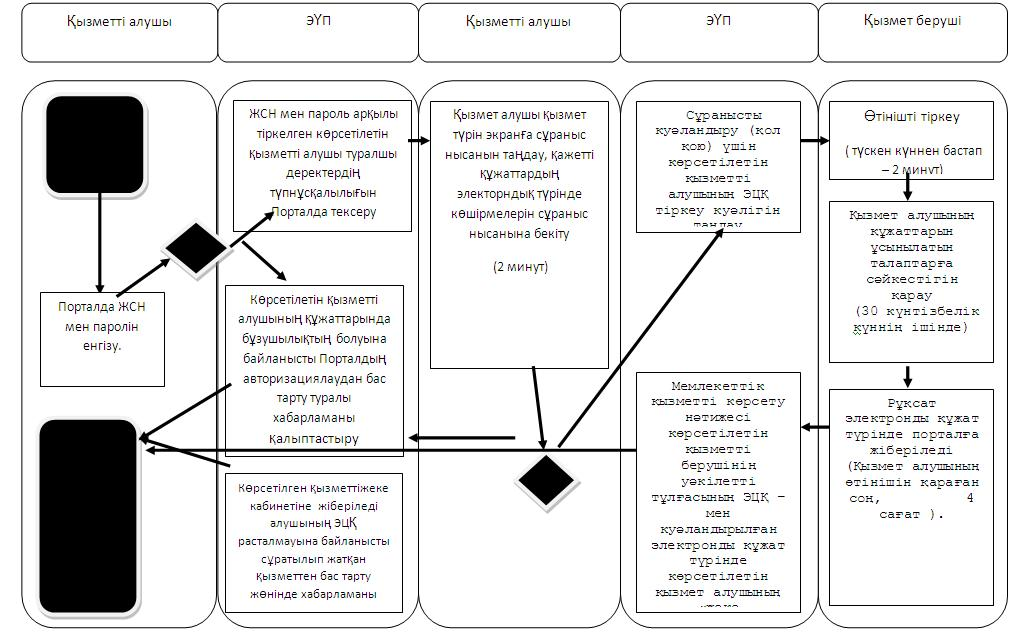 Қызметті алушы
ЭҮП
Қызметті алушы
ЭҮП
Қызмет беруші
Порталда ЖСН
мен паролін
енгізу.
ЖСН мен пароль арқылы
тіркелген көрсетілетін
қызметті алушы туралшы
деректердің
түпнұсқалылығын
Порталда тексеру
Көрсетілетін қызметті
алушының құжаттарында
бұзушылықтың болуына
байланысты Порталдың
авторизациялаудан бас
тарту туралы
хабарламаны
қалыптастыру
Көрсетілген қызметтіжеке
кабинетіне жіберіледі
алушының ЭЦҚ
расталмауына байланысты
сұратылып жатқан
қызметтен бас тарту
жөнінде хабарламаны
Қызмет алушы қызмет
түрін экранға сұраныс
нысанын таңдау, қажетті
құжаттардың
электорндық түрінде
көшірмелерін сұраныс
нысанына бекіту
(2 минут)
Сұранысты
куәландыру (қол
қою) үшін
көрсетілетін
қызметті
алушының ЭЦҚ
тіркеу куәлігін
таңдау
Мемлекеттік
қызметті көрсету
нәтижесі
көрсетілетін
қызметті
берушінің
уәкілетті
тұлғасының ЭЦҚ –
мен
куәландырылған
электронды құжат
түрінде
көрсетілетін
қызмет алушының
Өтінішті тіркеу
( түскен күннен бастап
– 2 минут)
Қызмет алушының
құжаттарын
ұсынылатын
талаптарға
сәйкестігін
қарау
(30 күнтізбелік
күннің ішінде)
Рұқсат
электронды құжат
түрінде порталға
жіберіледі
(Қызмет алушының
өтінішін қараған
соң, 4
сағат ).